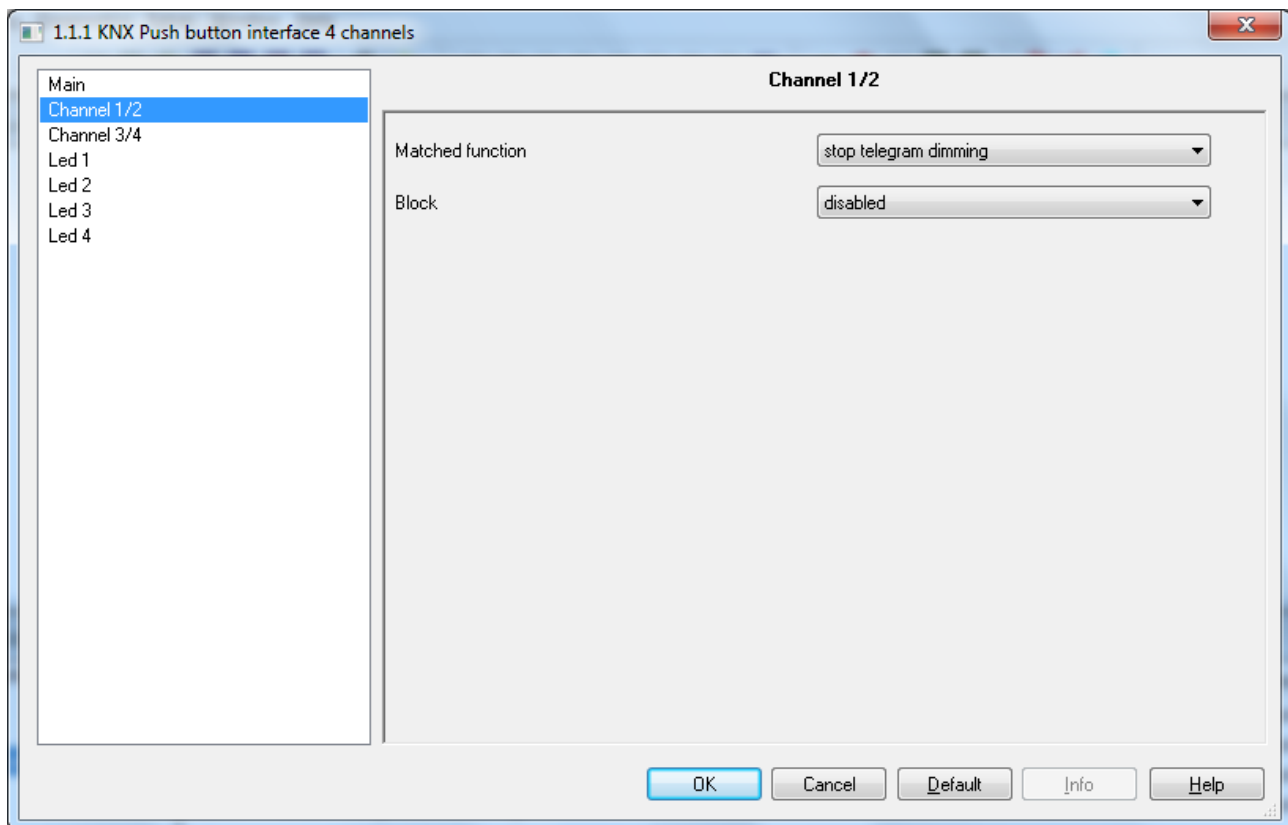 1.1.1 KNX Push button interface 4 channels
Main
Channel 1/2
Channel 3/4
Led 1
Led 2
Led 3
Led 4
Channel 1/2
Matched function stop telegram dimming
Block disabled
OK Cancel Default Info Help